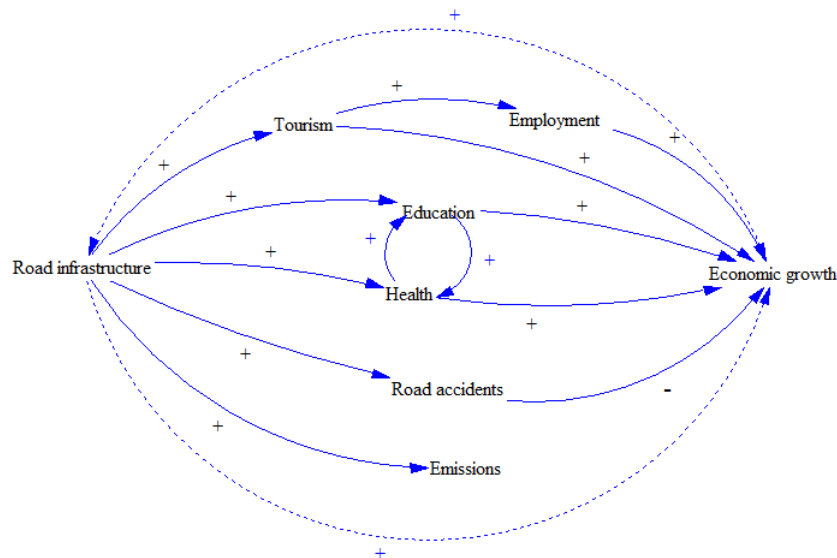 +
+
Tourism
Employment
+
+
+
+
Education
+
+
+
+
Road infrastructure
Economic growth
Health
+
+
Road accidents
-
+
Emissions
+